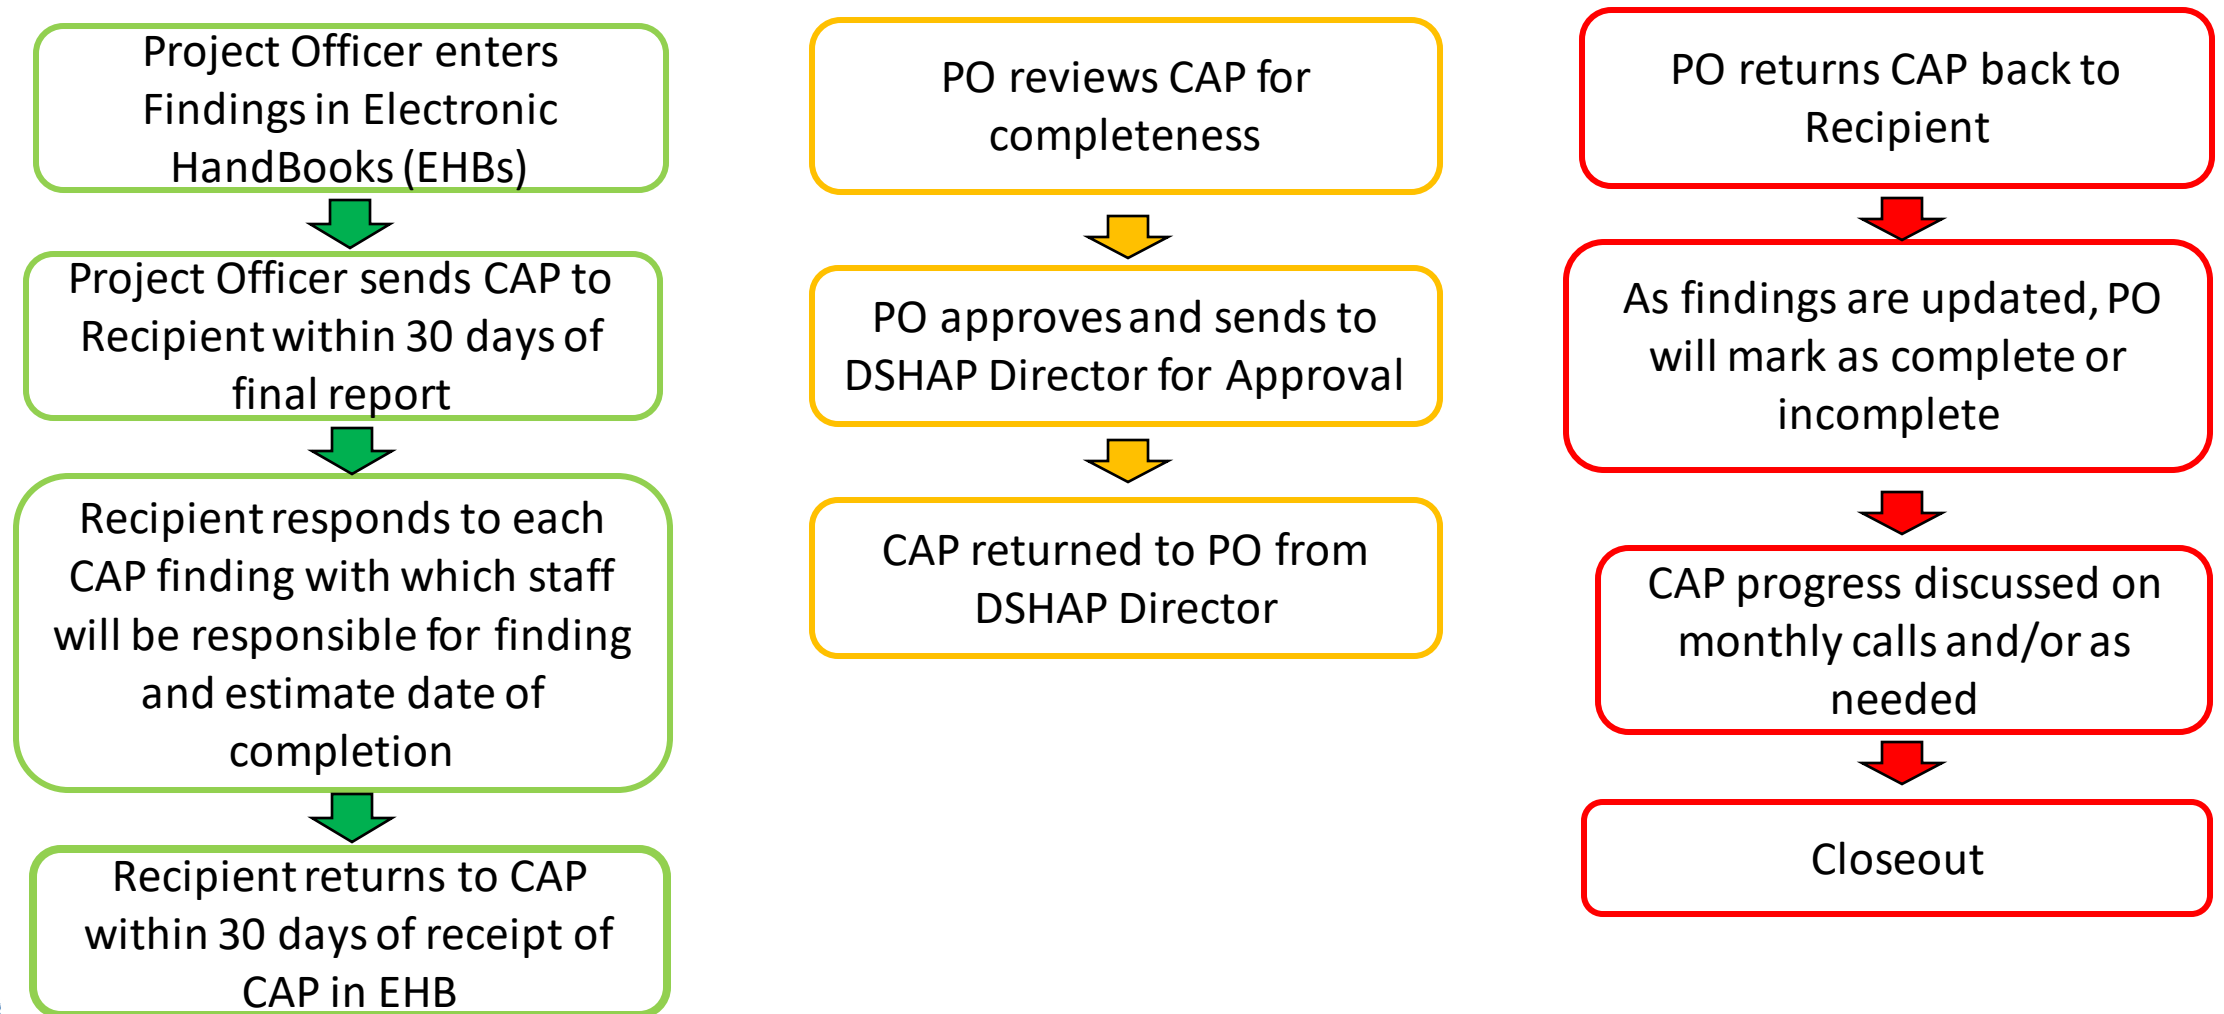 Project Officer enters
Findings in Electronic
HandBooks (EHBs)
Project Officer sends CAP to
Recipient within 30 days of
final report
Recipient responds to each
CAP finding with which staff
will be responsible for finding
and estimate date of
completion
Recipient returns to CAP
within 30 days of receipt of
CAP in EHB
PO reviews CAP for
completeness
PO approves and sends to
DSHAP Director for Approval
CAP returned to PO from
DSHAP Director
PO returns CAP back to
Recipient
As findings are updated, PO
will mark as complete or
incomplete
CAP progress discussed on
monthly calls and/or as
needed
Closeout